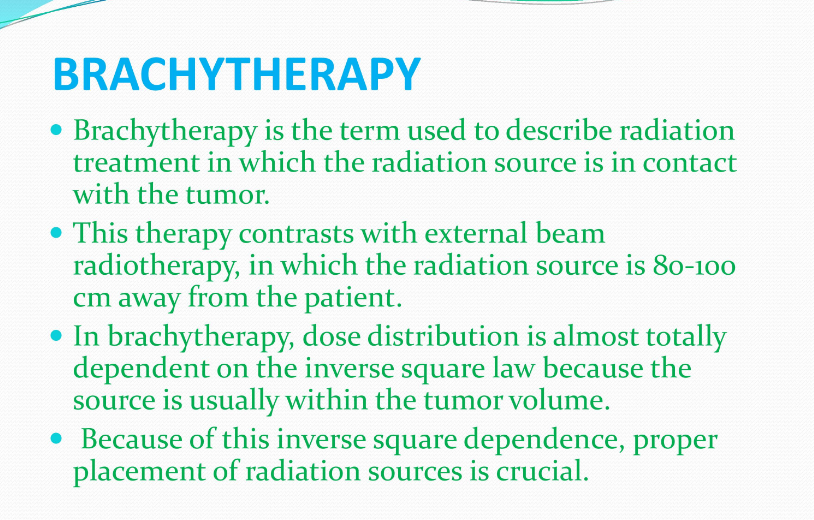 BRACHYTHERAPY
• Brachytherapy is the term used to describe radiation
treatment in which the radiation source is in contact
with the tumor.
• This therapy contrasts with external beam
radiotherapy, in which the radiation source is 80-100
cm away from the patient.
• In brachytherapy, dose distribution is almost totally
dependent on the inverse square law because the
source is usually within the tumor volume.
• Because of this inverse square dependence, proper
placement of radiation sources is crucial.